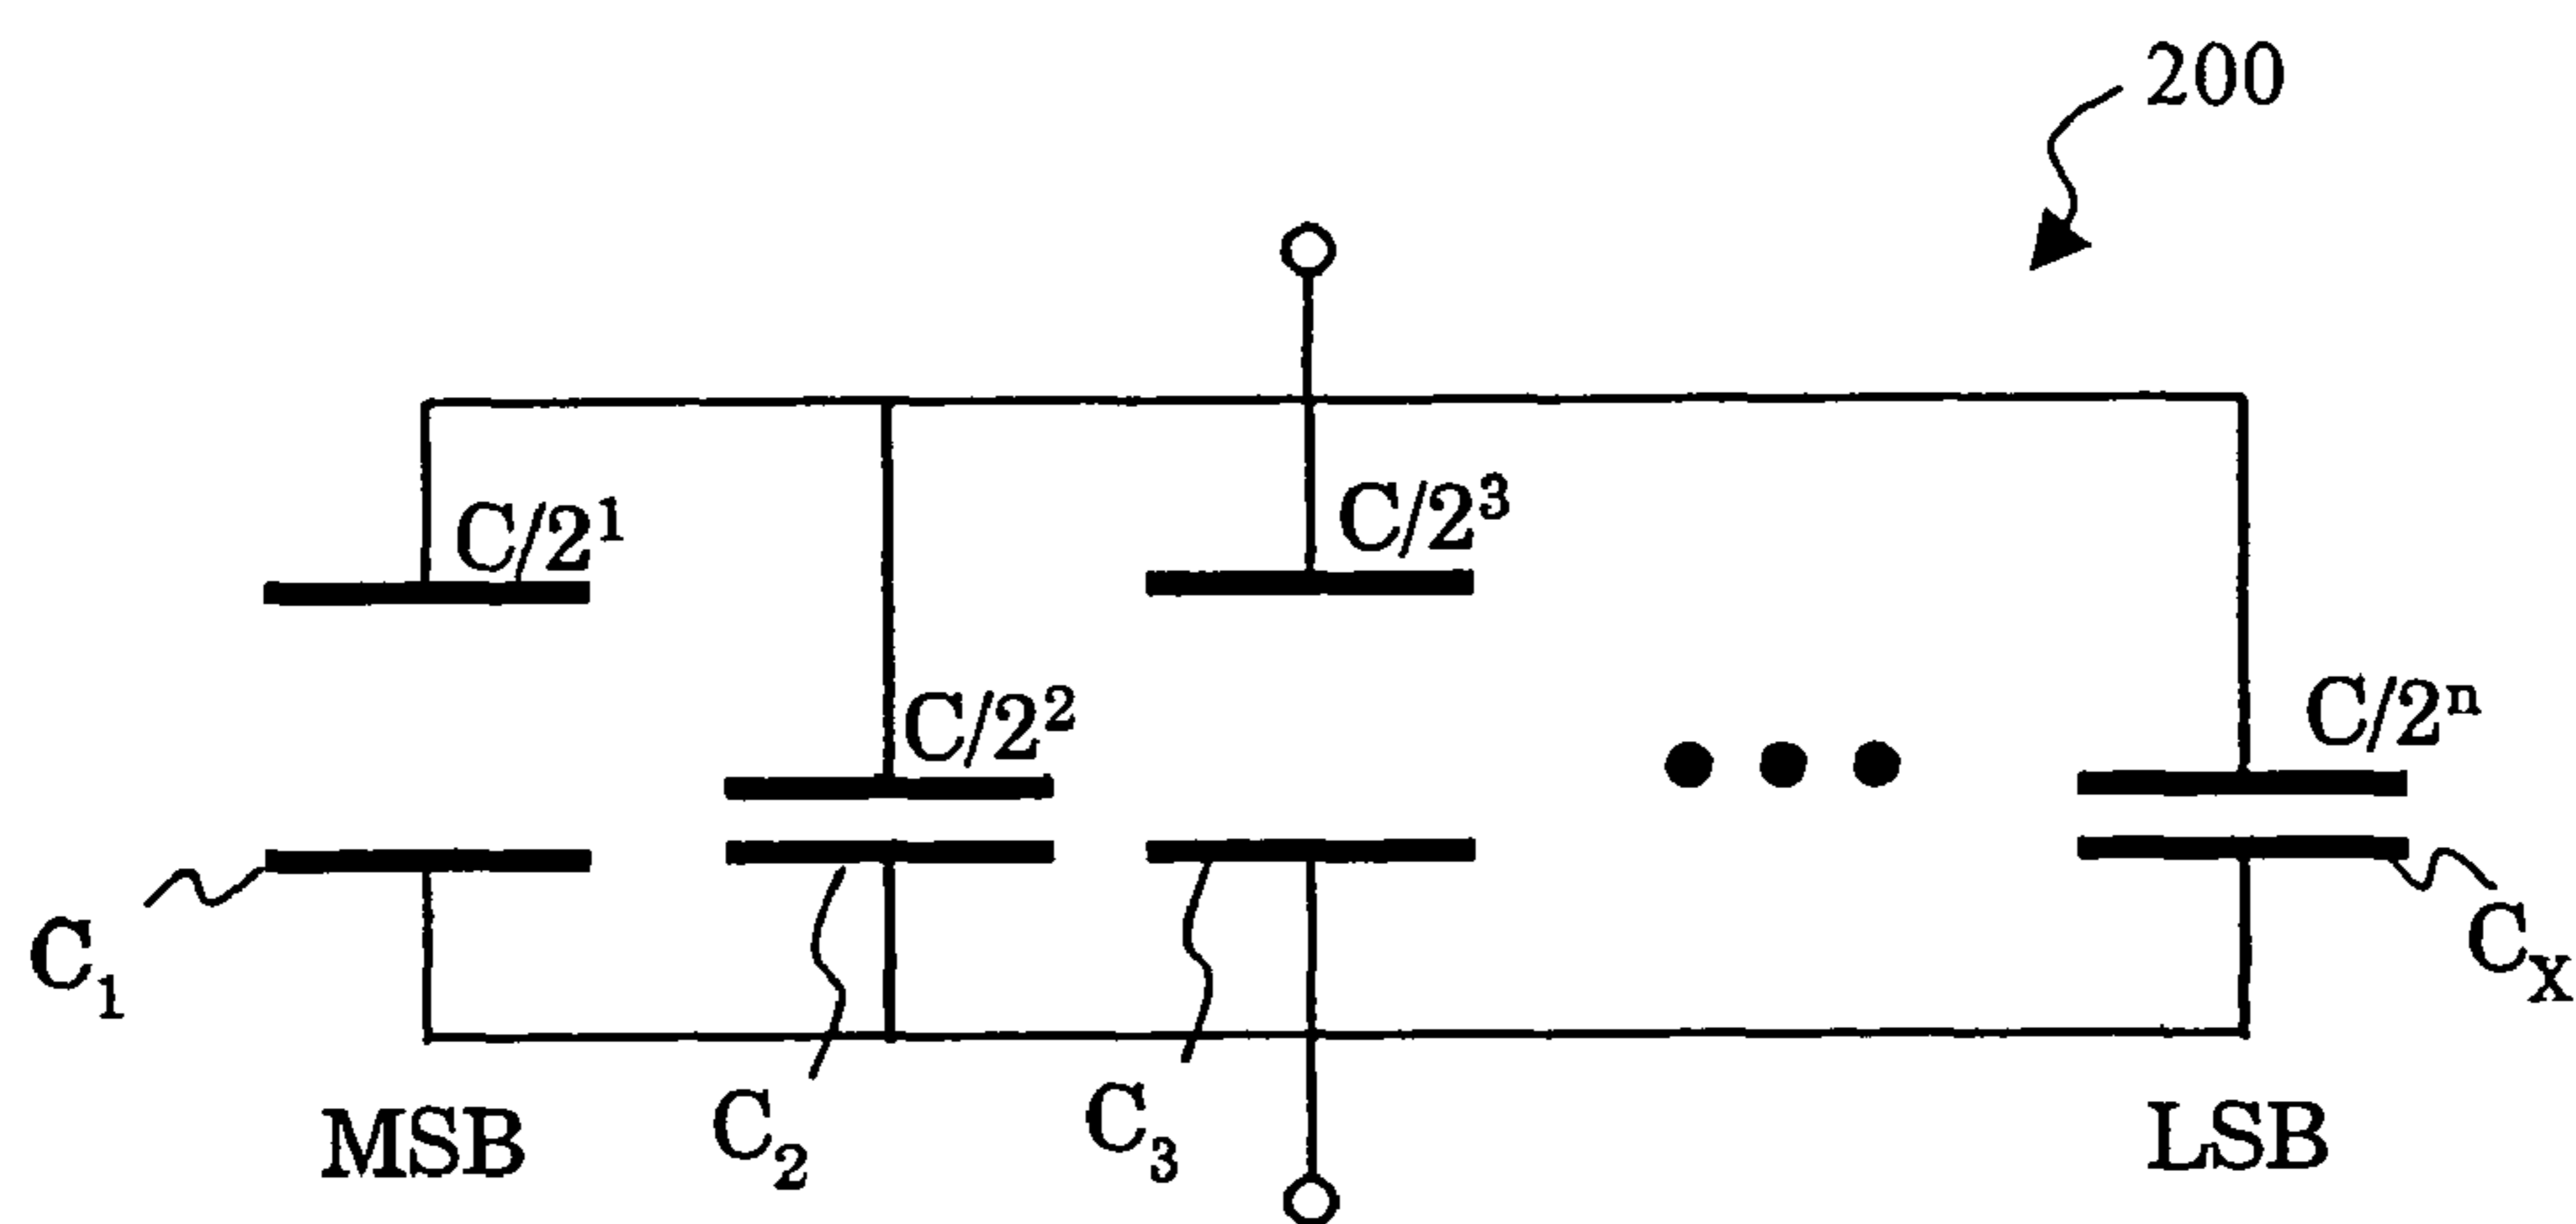 200
C/2¹
C/2³
C/2²
C/2ⁿ
C₁
Cₓ
C₂
C₃
MSB
LSB